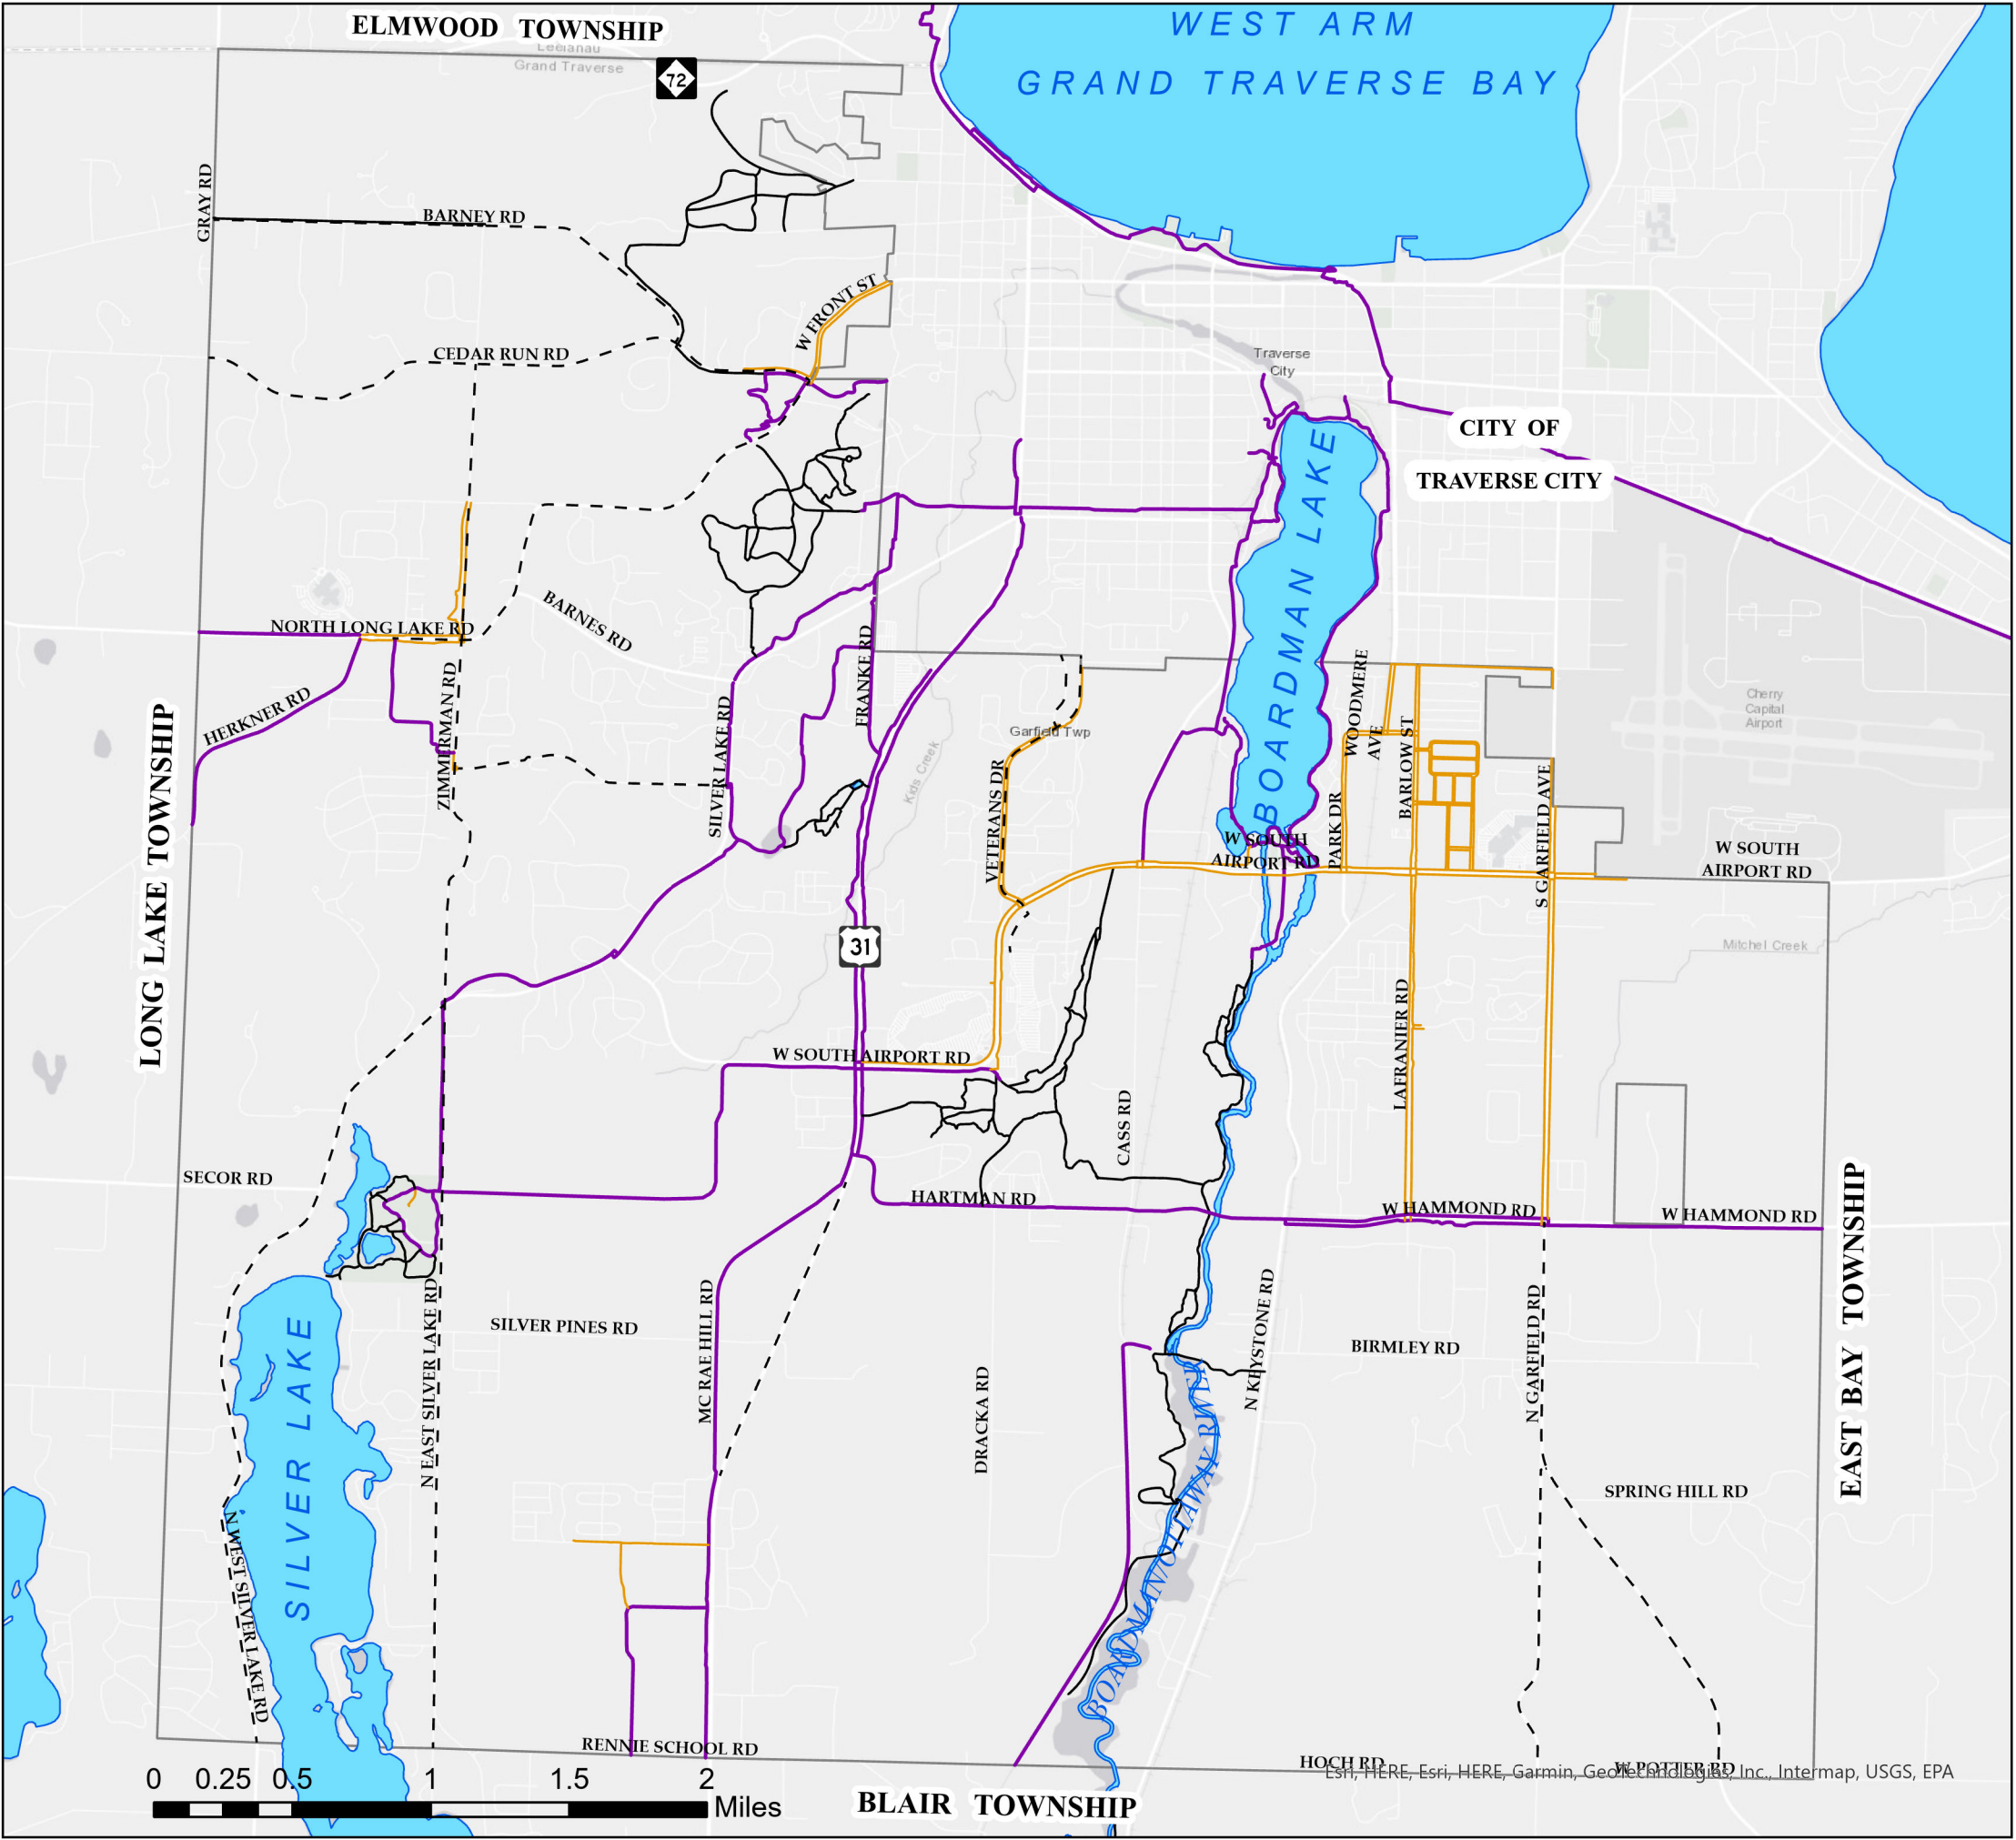 ELMWOOD TOWNSHIP
Leelanau
Grand Traverse
72
WEST ARM
GRAND TRAVERSE BAY
GRAY RD
BARNEY RD
W FRONT ST
CEDAR RUN RD
Traverse
City
CITY OF
TRAVERSE CITY
BOARDMAN LAKE
NORTH LONG LAKE RD
BARNES RD
HERKNER RD
ZIMMERMAN RD
SILVER LAKE RD
FRANKE RD
Kids Creek
Garfield Twp
VETERANS DR
WOODMERE
AVE
BARLOW ST
PARK DR
S GARFIELD AVE
Cherry
Capital
Airport
W SOUTH
AIRPORT RD
W SOUTH
AIRPORT RD
LONG LAKE TOWNSHIP
31
Mitchel Creek
W SOUTH AIRPORT RD
LAFRANIER RD
CASS RD
SECOR RD
HARTMAN RD
W HAMMOND RD
W HAMMOND RD
EAST BAY TOWNSHIP
SILVER LAKE
N EAST SILVER LAKE RD
SILVER PINES RD
MC RAE HILL RD
DRACKA RD
BOARDMAN/OTTAWAY RIVER
N KEYSTONE RD
BIRMLEY RD
N GARFIELD RD
SPRING HILL RD
N WEST SILVER LAKE RD
RENNIE SCHOOL RD
HOCH RD
W POTTER RD
Esri, HERE, Esri, HERE, Garmin, GeoTechnologies, Inc., Intermap, USGS, EPA
0 0.25 0.5 1 1.5 2
Miles
BLAIR TOWNSHIP